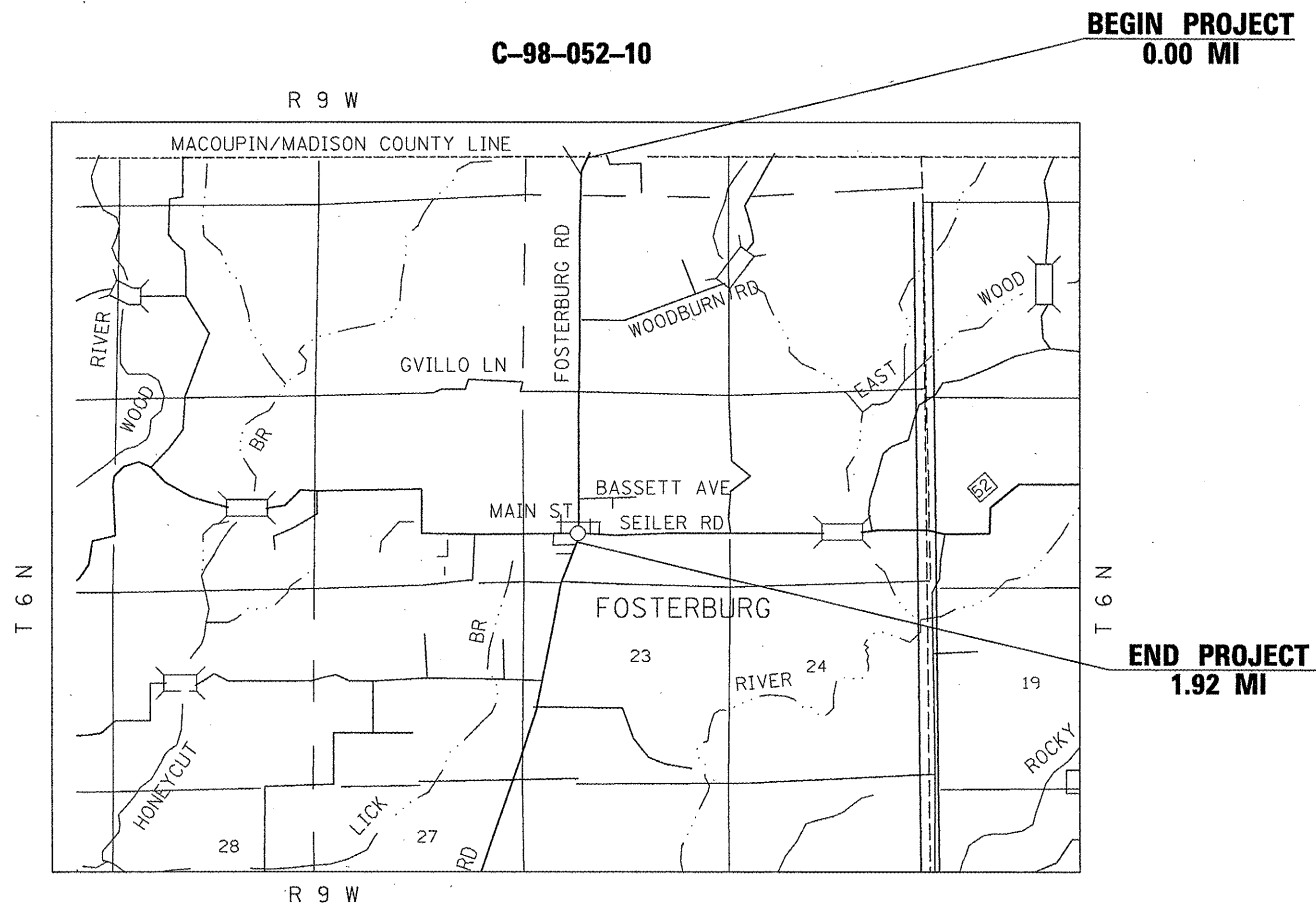 BEGIN PROJECT
0.00 MI
C-98-052-10
R 9 W
MACOUPIN/MADISON COUNTY LINE
FOSTERBURG RD
WOOD
RIVER
WOODBURN RD
GVILLO LN
EAST
WOOD
BR
52
BASSETT AVE
MAIN ST
SEILER RD
T 6 N
T 6 N
FOSTERBURG
BR
23
24
RIVER
19
END PROJECT
1.92 MI
ROCKY
HONEYCUT
LICK
28
27
RD
R 9 W